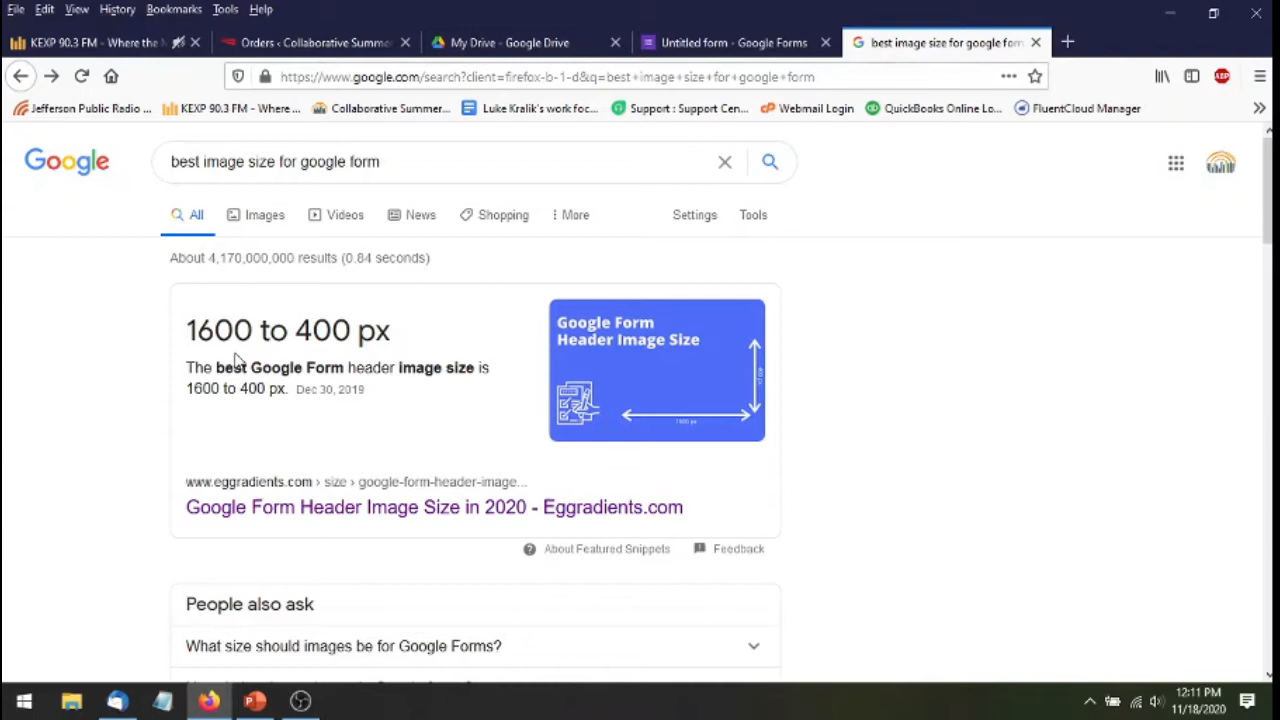 File Edit View History Bookmarks Tools Help
KEXP 90.3 FM – Where the
Orders ‹ Collaborative Summe
My Drive - Google Drive
Untitled form - Google Forms
best image size for google form
https://www.google.com/search?client=firefox-b-1-d&q=best+image+size+for+google+form
ABP
Jefferson Public Radio ...
KEXP 90.3 FM – Where...
Collaborative Summer...
Luke Kralik's work foc...
Support : Support Cen...
Webmail Login
QuickBooks Online Lo...
FluentCloud Manager
Google
best image size for google form
All Images Videos News Shopping More Settings Tools
About 4,170,000,000 results (0.84 seconds)
1600 to 400 px
The best Google Form header image size is
1600 to 400 px. Dec 30, 2019
Google Form
Header Image Size
1600 px
www.eggradients.com › size › google-form-header-image...
Google Form Header Image Size in 2020 - Eggradients.com
About Featured Snippets Feedback
People also ask
What size should images be for Google Forms?
12:11 PM
11/18/2020